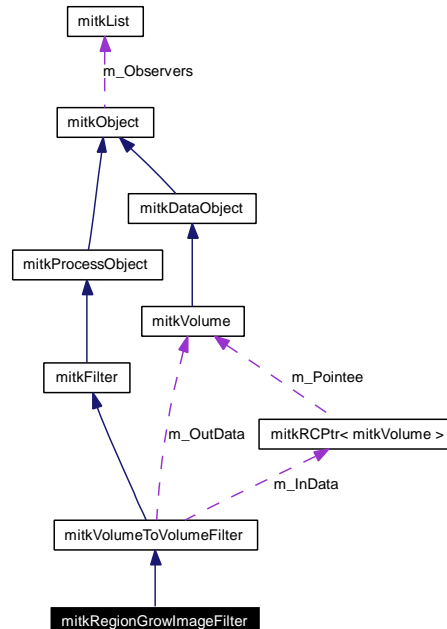 mitkList
m_Observers
mitkObject
mitkDataObject
mitkProcessObject
mitkVolume
mitkFilter
m_Pointee
m_OutData
mitkRCPtr< mitkVolume >
m_InData
mitkVolumeToVolumeFilter
mitkRegionGrowImageFilter